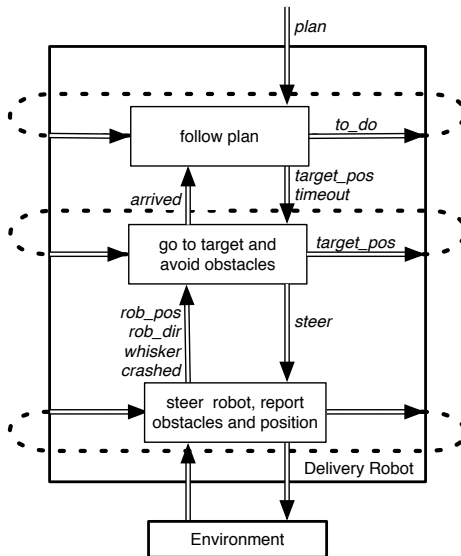 plan
follow plan
to_do
target_pos
timeout
arrived
go to target and
avoid obstacles
target_pos
rob_pos
rob_dir
whisker
crashed
steer
steer robot, report
obstacles and position
Delivery Robot
Environment